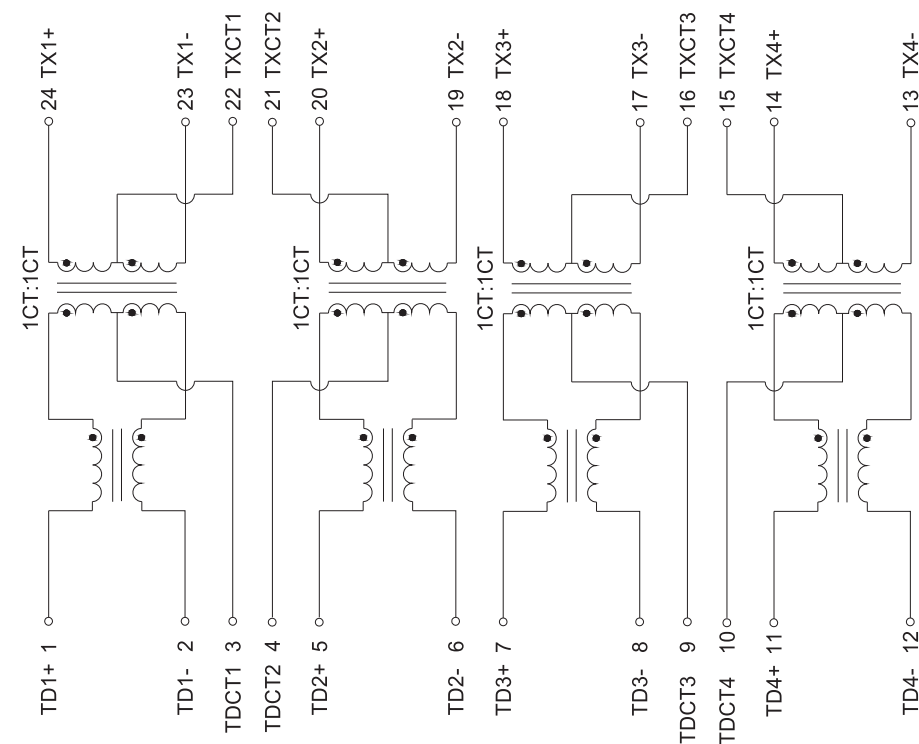 24 TX1+
23 TX1-
22 TXCT1
21 TXCT2
20 TX2+
19 TX2-
18 TX3+
17 TX3-
16 TXCT3
15 TXCT4
14 TX4+
13 TX4-
1CT:1CT
1CT:1CT
1CT:1CT
1CT:1CT
TD1+ 1
TD1- 2
TDCT1 3
TDCT2 4
TD2+ 5
TD2- 6
TD3+ 7
TD3- 8
TDCT3 9
TDCT4 10
TD4+ 11
TD4- 12